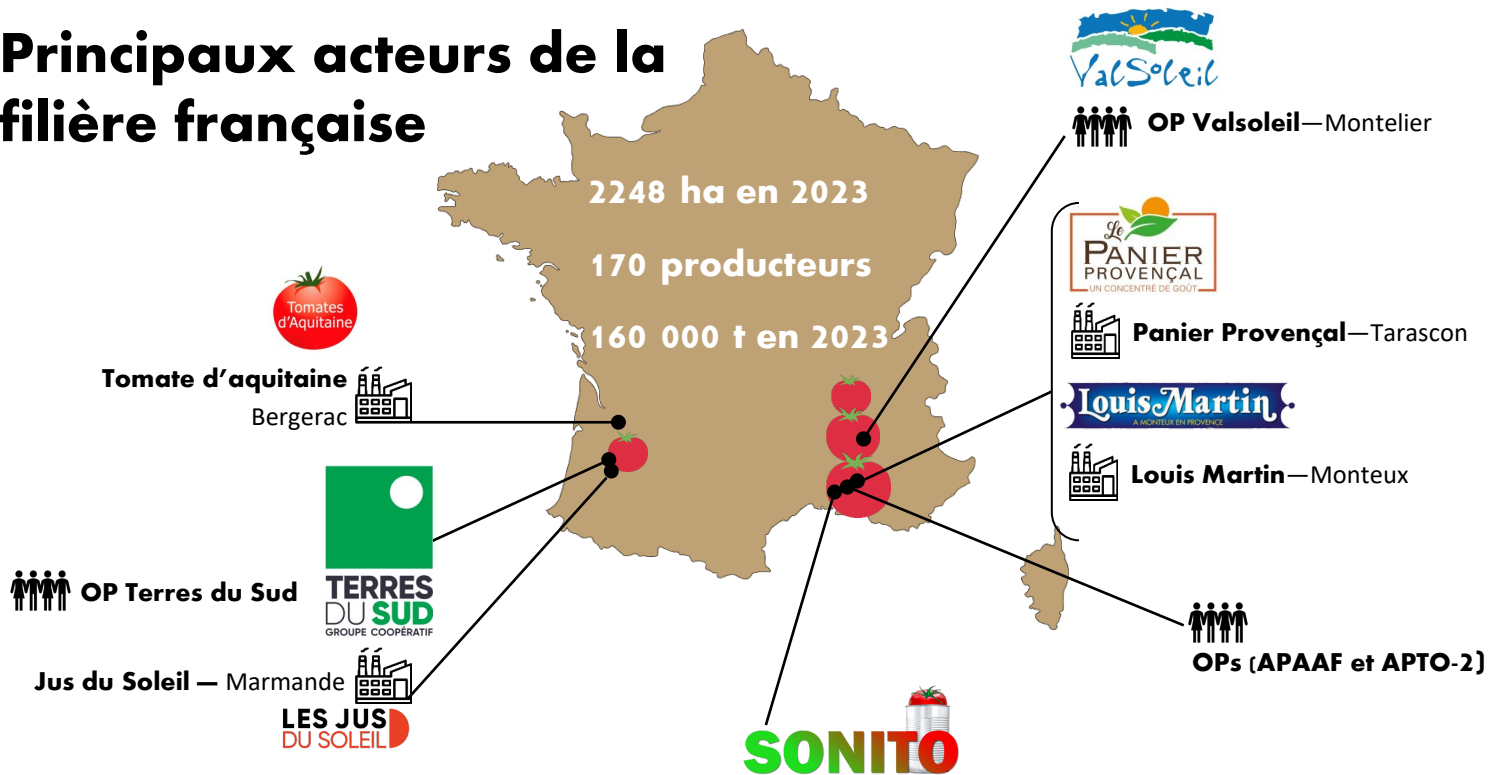 Principaux acteurs de la
filière française
ValSoleil
OP Valsoleil—Montelier
2248 ha en 2023
170 producteurs
160 000 t en 2023
Le
PANIER
PROVENÇAL
UN CONCENTRÉ DE GOÛT
Panier Provençal—Tarascon
Tomates
d'Aquitaine
Tomate d’aquitaine
Bergerac
Louis Martin
A MONTEUX EN PROVENCE
Louis Martin—Monteux
TERRES
DU SUD
GROUPE COOPÉRATIF
OP Terres du Sud
Jus du Soleil — Marmande
LES JUS
DU SOLEIL
OPs (APAAF et APTO-2)
SONITO